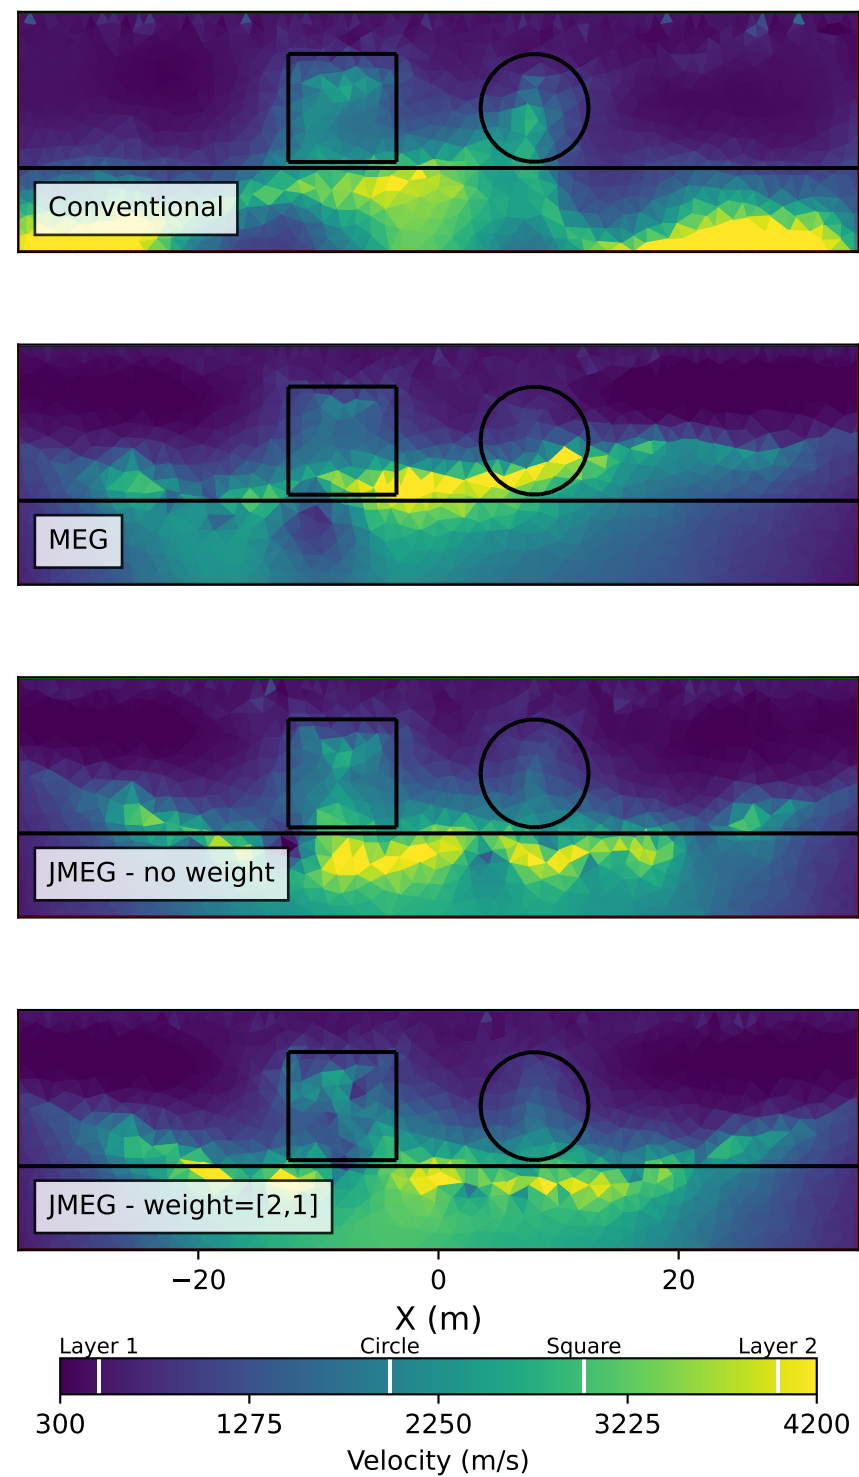 Conventional
MEG
JMEG - no weight
JMEG - weight=[2,1]
−20 0 20
X (m)
Layer 1 Circle Square Layer 2
300 1275 2250 3225 4200
Velocity (m/s)